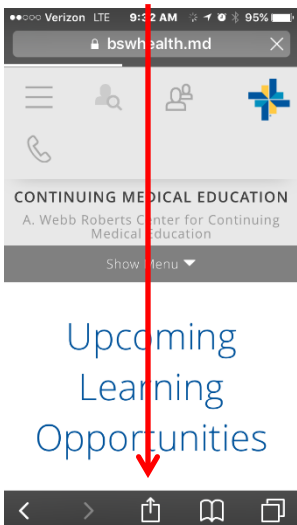 Verizon LTE 9:32 AM 95%
bswhealth.md
CONTINUING MEDICAL EDUCATION
A. Webb Roberts Center for Continuing
Medical Education
Show Menu
Upcoming
Learning
Opportunities